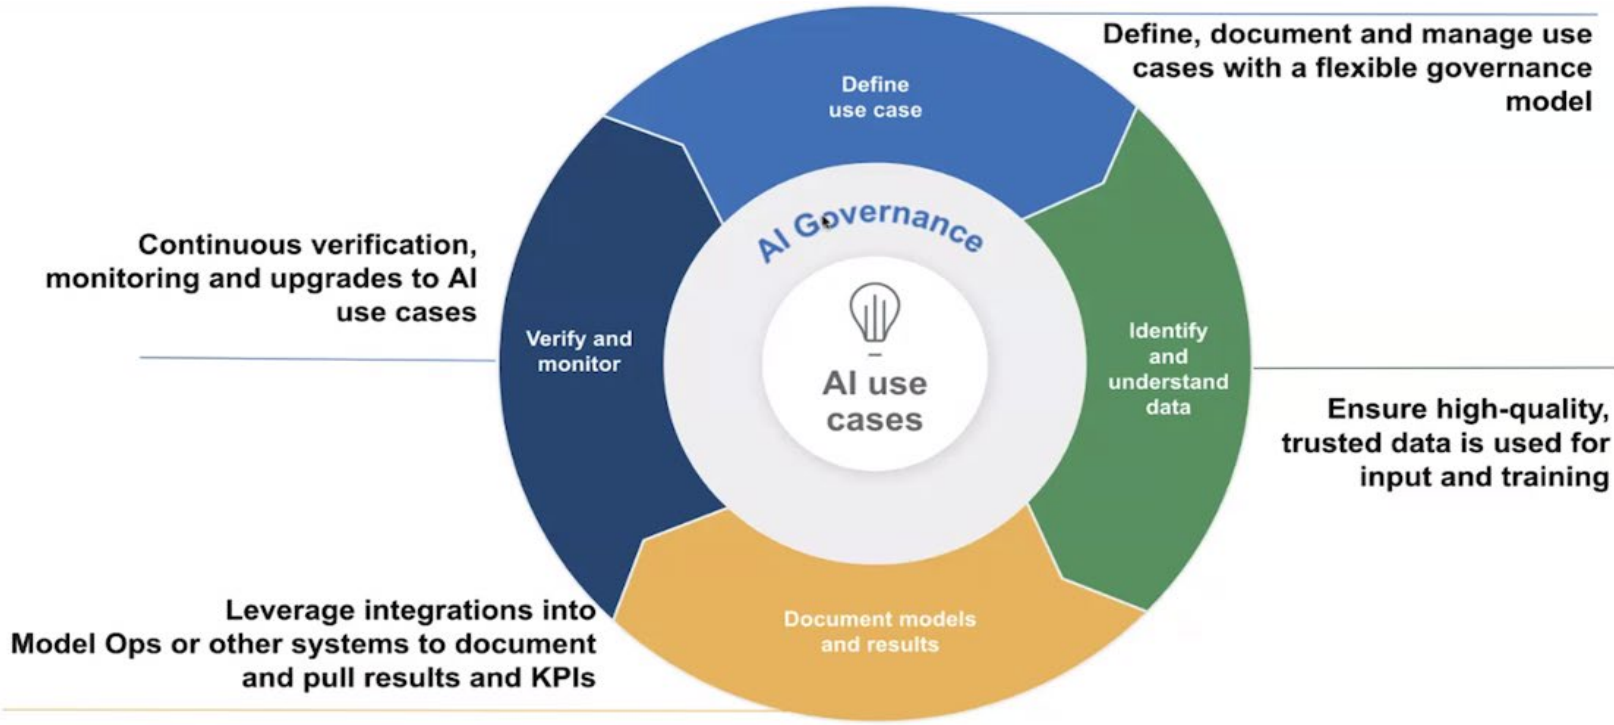 Define
use case
Define, document and manage use
cases with a flexible governance
model
AI Governance
AI use
cases
Identify
and
understand
data
Ensure high-quality,
trusted data is used for
input and training
Document models
and results
Leverage integrations into
Model Ops or other systems to document
and pull results and KPIs
Verify and
monitor
Continuous verification,
monitoring and upgrades to AI
use cases